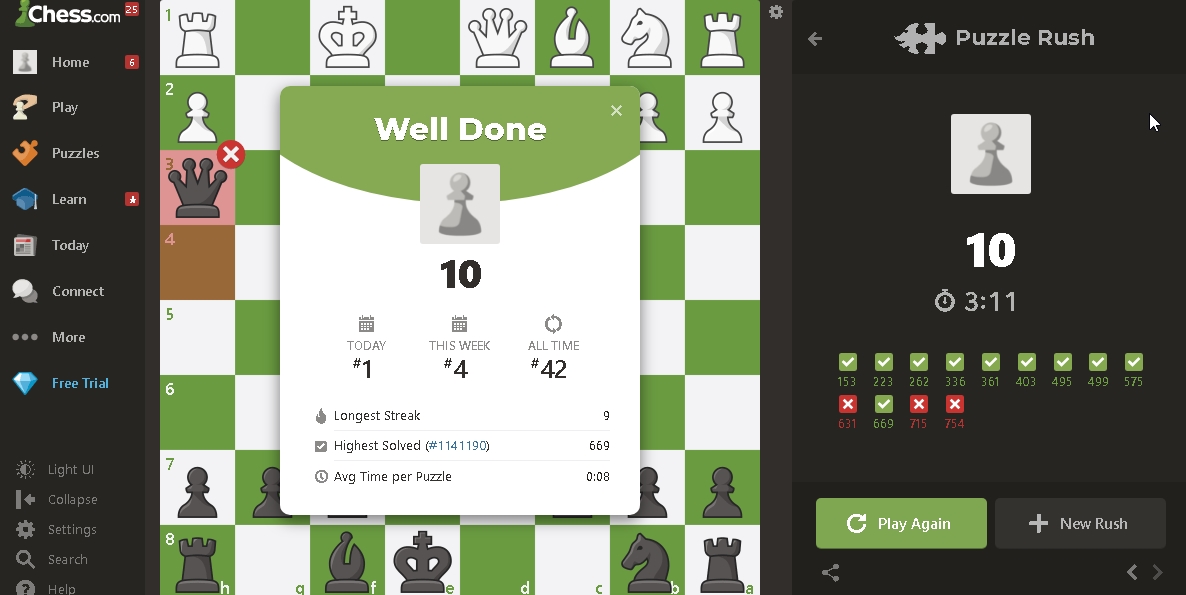 Chess.com 25
Home 6
Play
Puzzles
Learn
Today
Connect
More
Free Trial
Light UI
Collapse
Settings
Search
Help
1
2
3
4
5
6
7
8
h g f e d c b a
Well Done
10
TODAY THIS WEEK ALL TIME
#1 #4 #42
Longest Streak 9
Highest Solved (#1141190) 669
Avg Time per Puzzle 0:08
Puzzle Rush
10
3:11
153 223 262 336 361 403 495 499 575
631 669 715 754
Play Again
New Rush